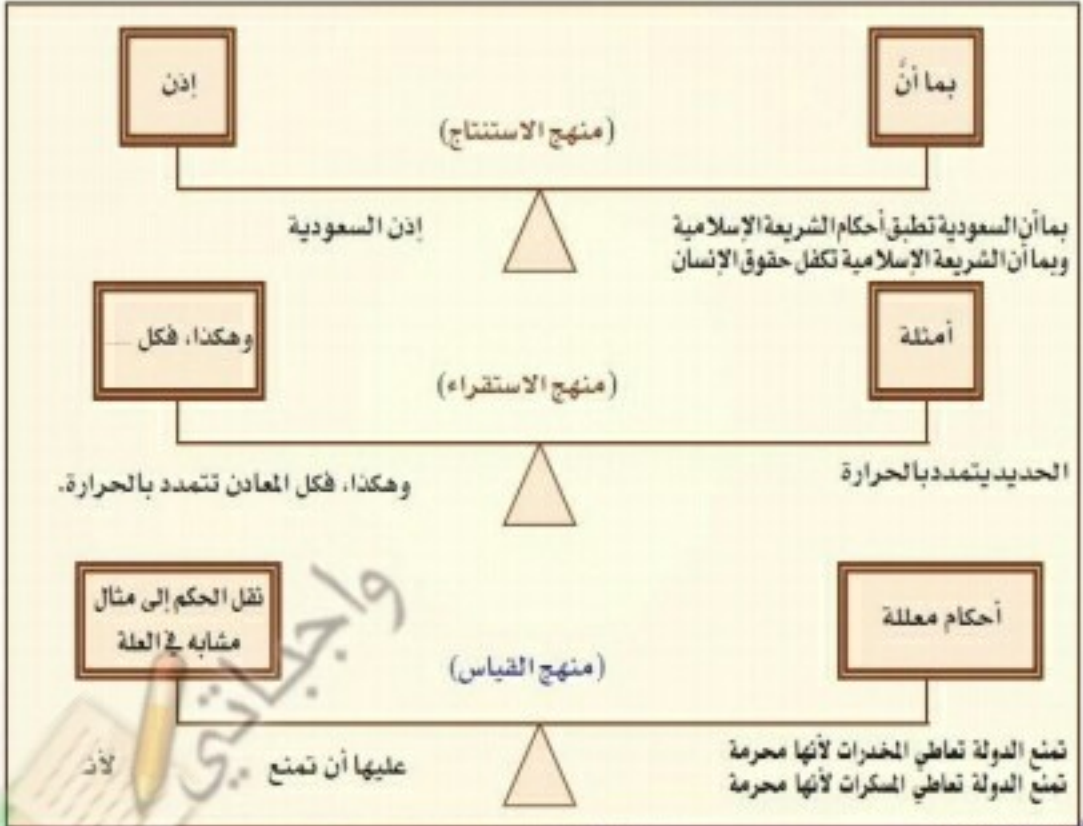 بما أنَّ
إذن
(منهج الاستنتاج)
بما أن السعودية تطبق أحكام الشريعة الإسلامية
وبما أن الشريعة الإسلامية تكفل حقوق الإنسان
إذن السعودية
أمثلة
وهكذا، فكل ....
(منهج الاستقراء)
الحديد يتمدد بالحرارة
وهكذا، فكل المعادن تتمدد بالحرارة.
أحكام معللة
نقل الحكم إلى مثال
مشابه في العلة
(منهج القياس)
تمنع الدولة تعاطي المخدرات لأنها محرمة
تمنع الدولة تعاطي المسكرات لأنها محرمة
عليها أن تمنع
واجباتي